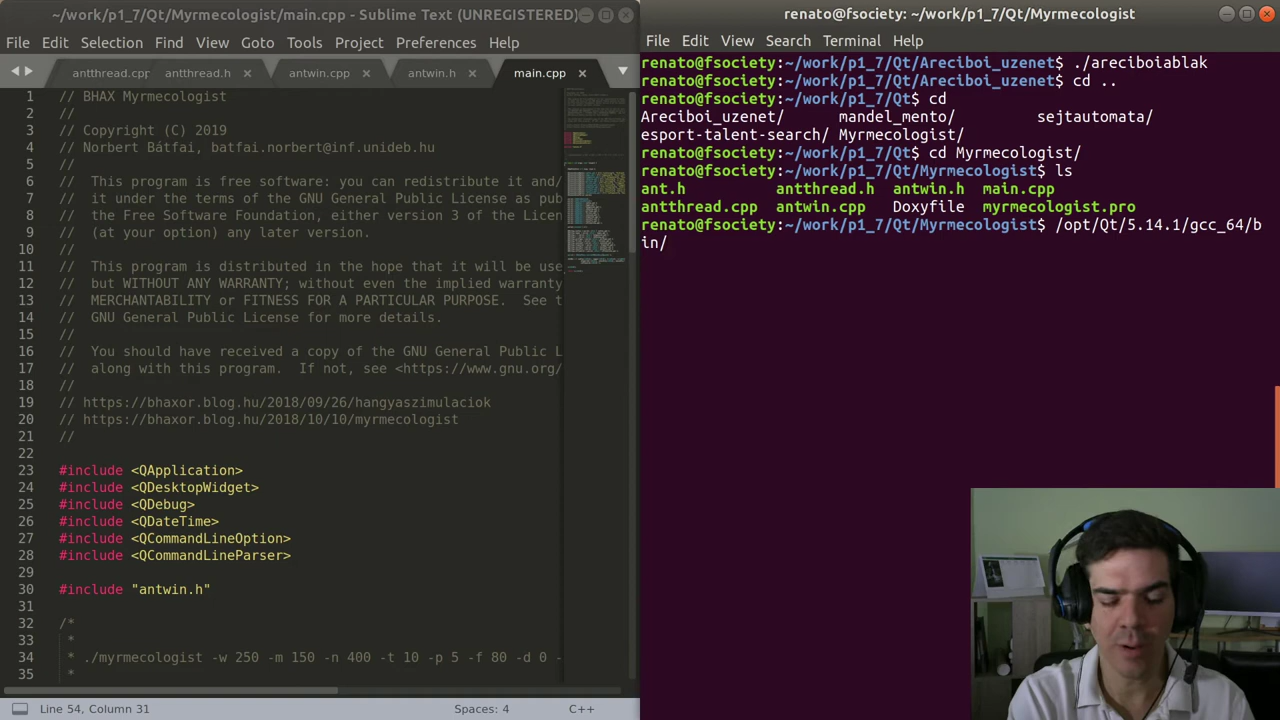 ~/work/p1_7/Qt/Myrmecologist/main.cpp - Sublime Text (UNREGISTERED)
File Edit Selection Find View Goto Tools Project Preferences Help
antthread.cpp antthread.h antwin.cpp antwin.h main.cpp
1 // BHAX Myrmecologist
2 //
3 // Copyright (C) 2019
4 // Norbert Bátfai, batfai.norbert@inf.unideb.hu
5 //
6 // This program is free software: you can redistribute it and/
7 // it under the terms of the GNU General Public License as pub
8 // the Free Software Foundation, either version 3 of the Licen
9 // (at your option) any later version.
10 //
11 // This program is distributed in the hope that it will be use
12 // but WITHOUT ANY WARRANTY; without even the implied warranty
13 // MERCHANTABILITY or FITNESS FOR A PARTICULAR PURPOSE. See t
14 // GNU General Public License for more details.
15 //
16 // You should have received a copy of the GNU General Public L
17 // along with this program. If not, see <https://www.gnu.org/
18 //
19 // https://bhaxor.blog.hu/2018/09/26/hangyaszimulaciok
20 // https://bhaxor.blog.hu/2018/10/10/myrmecologist
21 //
22
23 #include <QApplication>
24 #include <QDesktopWidget>
25 #include <QDebug>
26 #include <QDateTime>
27 #include <QCommandLineOption>
28 #include <QCommandLineParser>
29
30 #include "antwin.h"
31
32 /*
33 *
34 * ./myrmecologist -w 250 -m 150 -n 400 -t 10 -p 5 -f 80 -d 0 -
35 *
Line 54, Column 31 Spaces: 4 C++
renato@fsociety: ~/work/p1_7/Qt/Myrmecologist
File Edit View Search Terminal Help
renato@fsociety:~/work/p1_7/Qt/Areciboi_uzenet$ ./areciboiablak
renato@fsociety:~/work/p1_7/Qt/Areciboi_uzenet$ cd ..
renato@fsociety:~/work/p1_7/Qt$ cd
Areciboi_uzenet/ mandel_mento/ sejtautomata/
esport-talent-search/ Myrmecologist/
renato@fsociety:~/work/p1_7/Qt$ cd Myrmecologist/
renato@fsociety:~/work/p1_7/Qt/Myrmecologist$ ls
ant.h antthread.h antwin.h main.cpp
antthread.cpp antwin.cpp Doxyfile myrmecologist.pro
renato@fsociety:~/work/p1_7/Qt/Myrmecologist$ /opt/Qt/5.14.1/gcc_64/b
in/